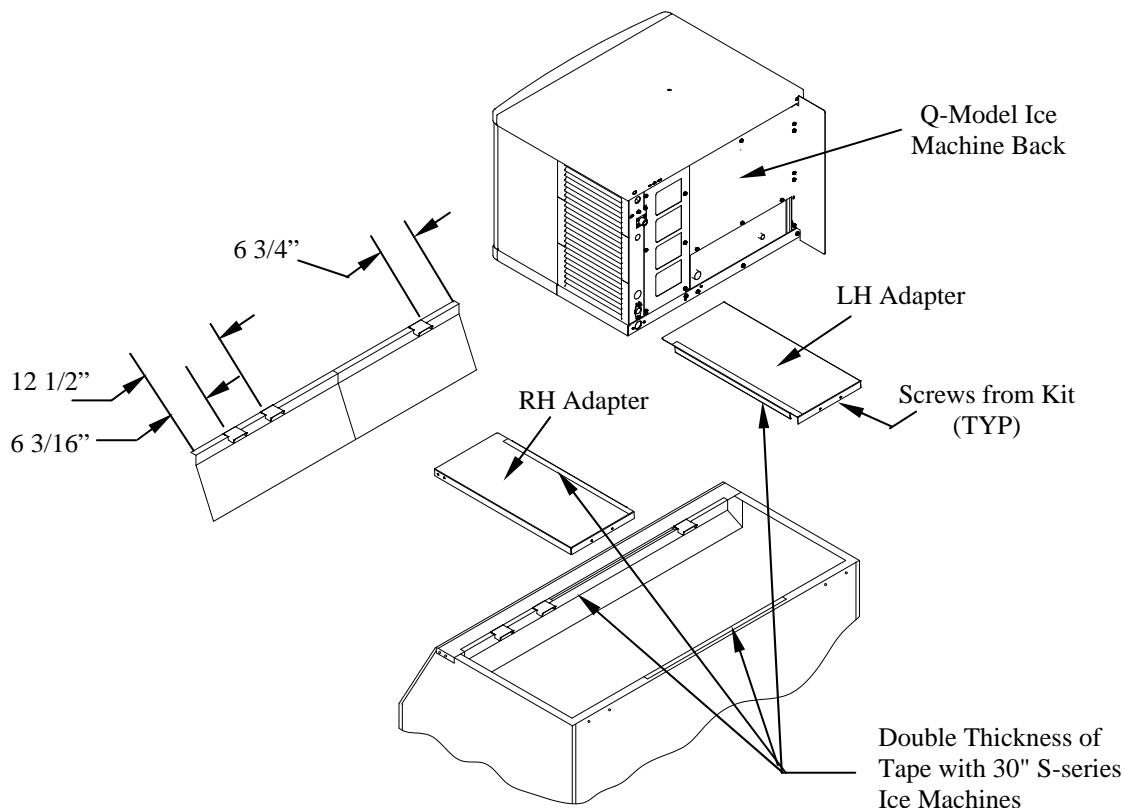 Q-Model Ice
Machine Back
6 3/4”
LH Adapter
12 1/2”
6 3/16”
RH Adapter
Screws from Kit
(TYP)
Double Thickness of
Tape with 30" S-series
Ice Machines